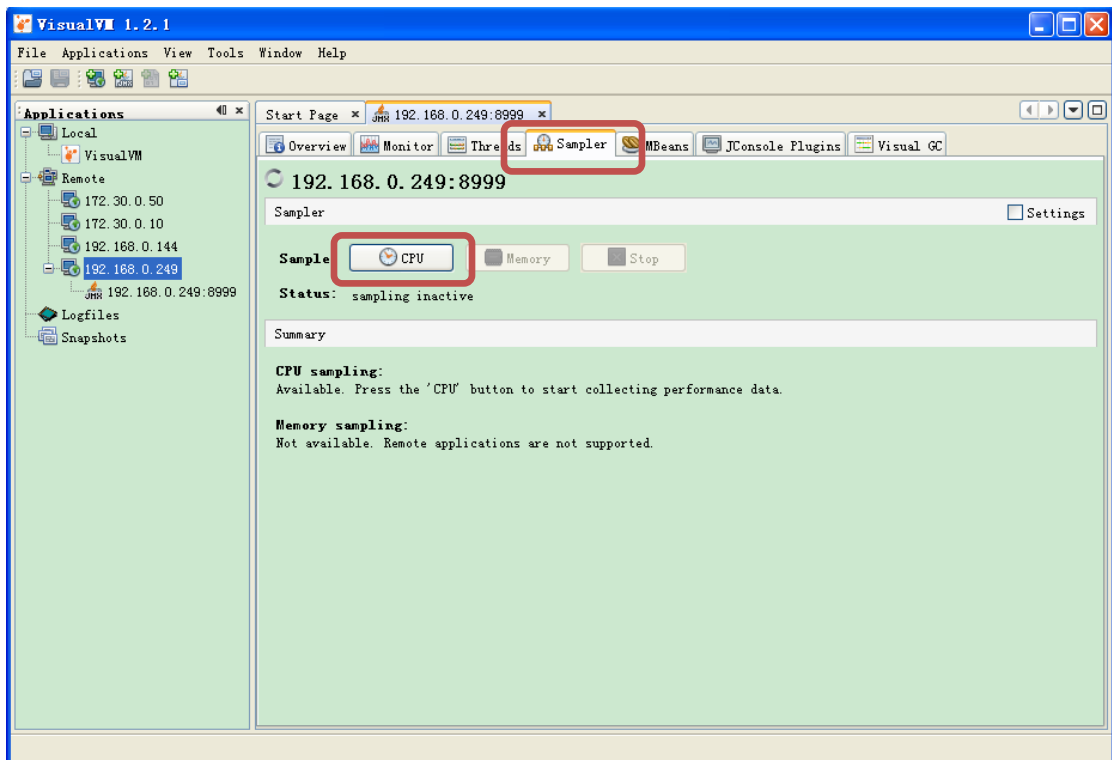 VisualVM 1.2.1
File Applications View Tools Window Help
Applications
Local
VisualVM
Remote
172.30.0.50
172.30.0.10
192.168.0.144
192.168.0.249
JMX 192.168.0.249:8999
Logfiles
Snapshots
Start Page JMX 192.168.0.249:8999
Overview Monitor Threads Sampler MBeans JConsole Plugins Visual GC
192.168.0.249:8999
Sampler Settings
Sample CPU Memory Stop
Status: sampling inactive
Summary
CPU sampling:
Available. Press the 'CPU' button to start collecting performance data.
Memory sampling:
Not available. Remote applications are not supported.